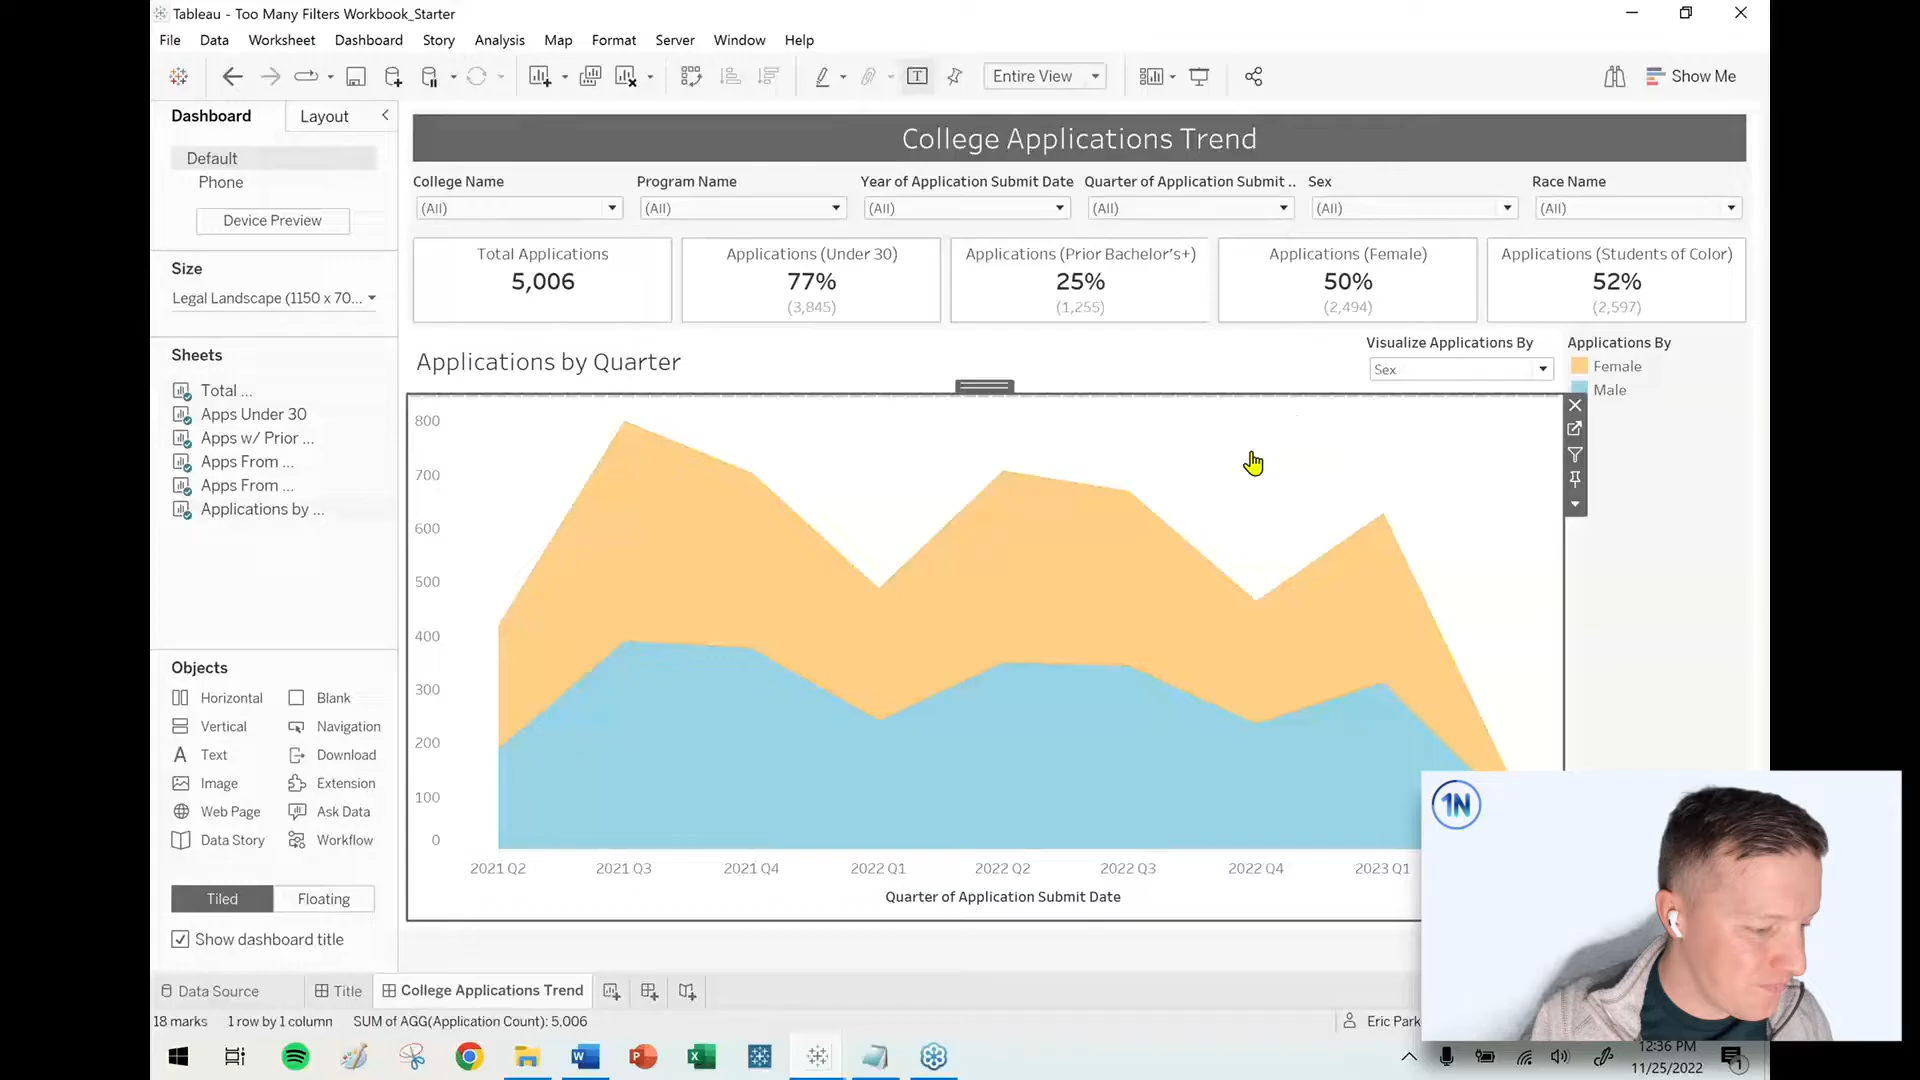 Tableau - Too Many Filters Workbook_Starter
File Data Worksheet Dashboard Story Analysis Map Format Server Window Help
Entire View
Show Me
Dashboard Layout
Default
Phone
Device Preview
Size
Legal Landscape (1150 x 70...
Sheets
Total ...
Apps Under 30
Apps w/ Prior ...
Apps From ...
Apps From ...
Applications by ...
Objects
Horizontal Blank
Vertical Navigation
Text Download
Image Extension
Web Page Ask Data
Data Story Workflow
Tiled Floating
Show dashboard title
College Applications Trend
College Name Program Name Year of Application Submit Date Quarter of Application Submit .. Sex Race Name
(All) (All) (All) (All) (All) (All)
Total Applications
5,006
Applications (Under 30)
77%
(3,845)
Applications (Prior Bachelor's+)
25%
(1,255)
Applications (Female)
50%
(2,494)
Applications (Students of Color)
52%
(2,597)
Applications by Quarter
Visualize Applications By
Sex
Applications By
Female
Male
800
700
600
500
400
300
200
100
0
2021 Q2 2021 Q3 2021 Q4 2022 Q1 2022 Q2 2022 Q3 2022 Q4 2023 Q1
Quarter of Application Submit Date
1N
Data Source Title College Applications Trend
18 marks 1 row by 1 column SUM of AGG(Application Count): 5,006
Eric Park
12:36 PM
11/25/2022
1